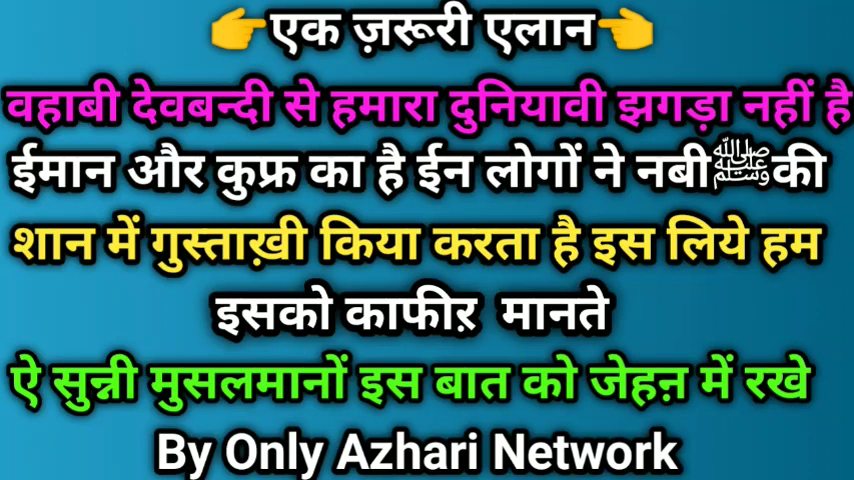 👉एक ज़रूरी एलान👈
वहाबी देवबन्दी से हमारा दुनियावी झगड़ा नहीं है
ईमान और कुफ्र का है ईन लोगों ने नबीﷺकी
शान में गुस्ताख़ी किया करता है इस लिये हम
इसको काफीऱ मानते
ऐ सुन्नी मुसलमानों इस बात को जेहऩ में रखे
By Only Azhari Network